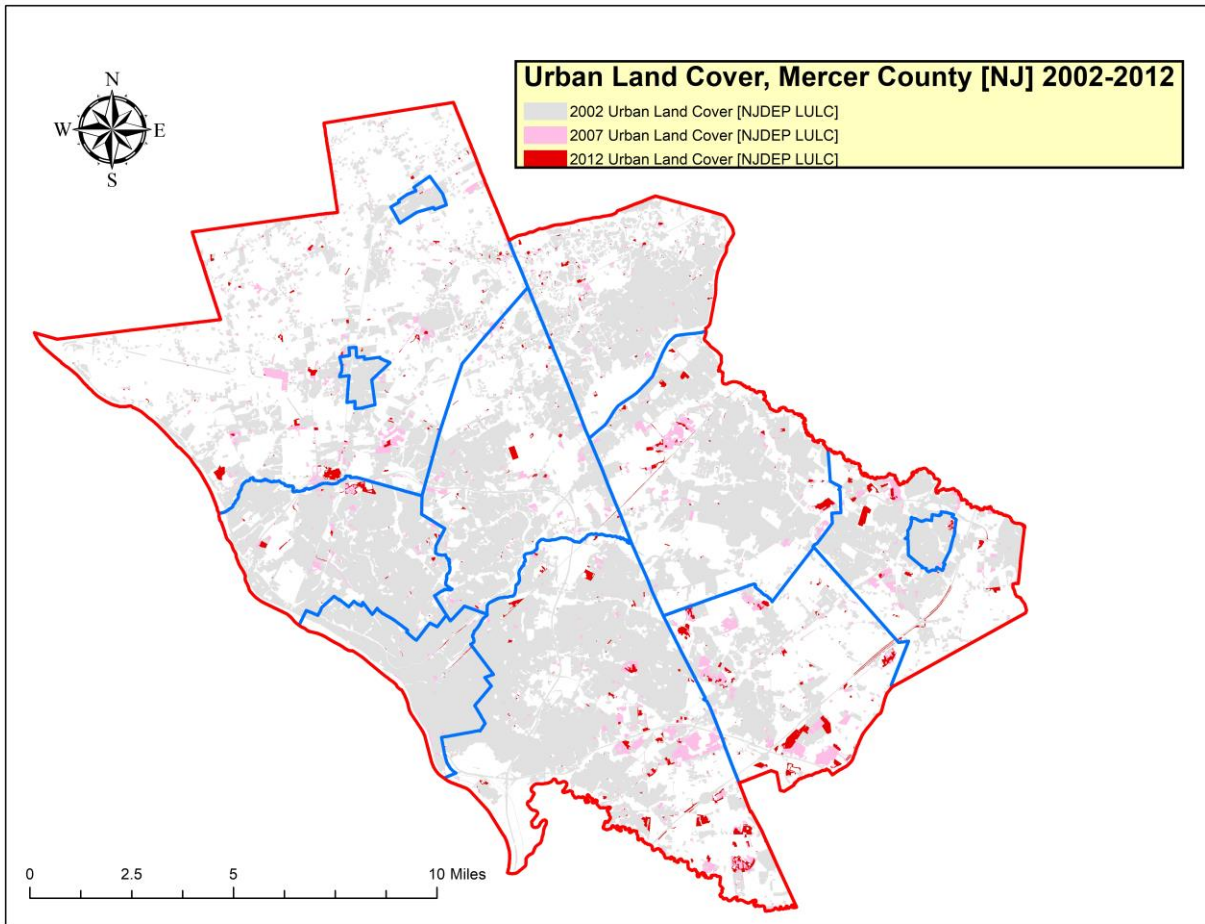 Urban Land Cover, Mercer County [NJ] 2002-2012
2002 Urban Land Cover [NJDEP LULC]
2007 Urban Land Cover [NJDEP LULC]
2012 Urban Land Cover [NJDEP LULC]
N
W E
S
0 2.5 5 10 Miles